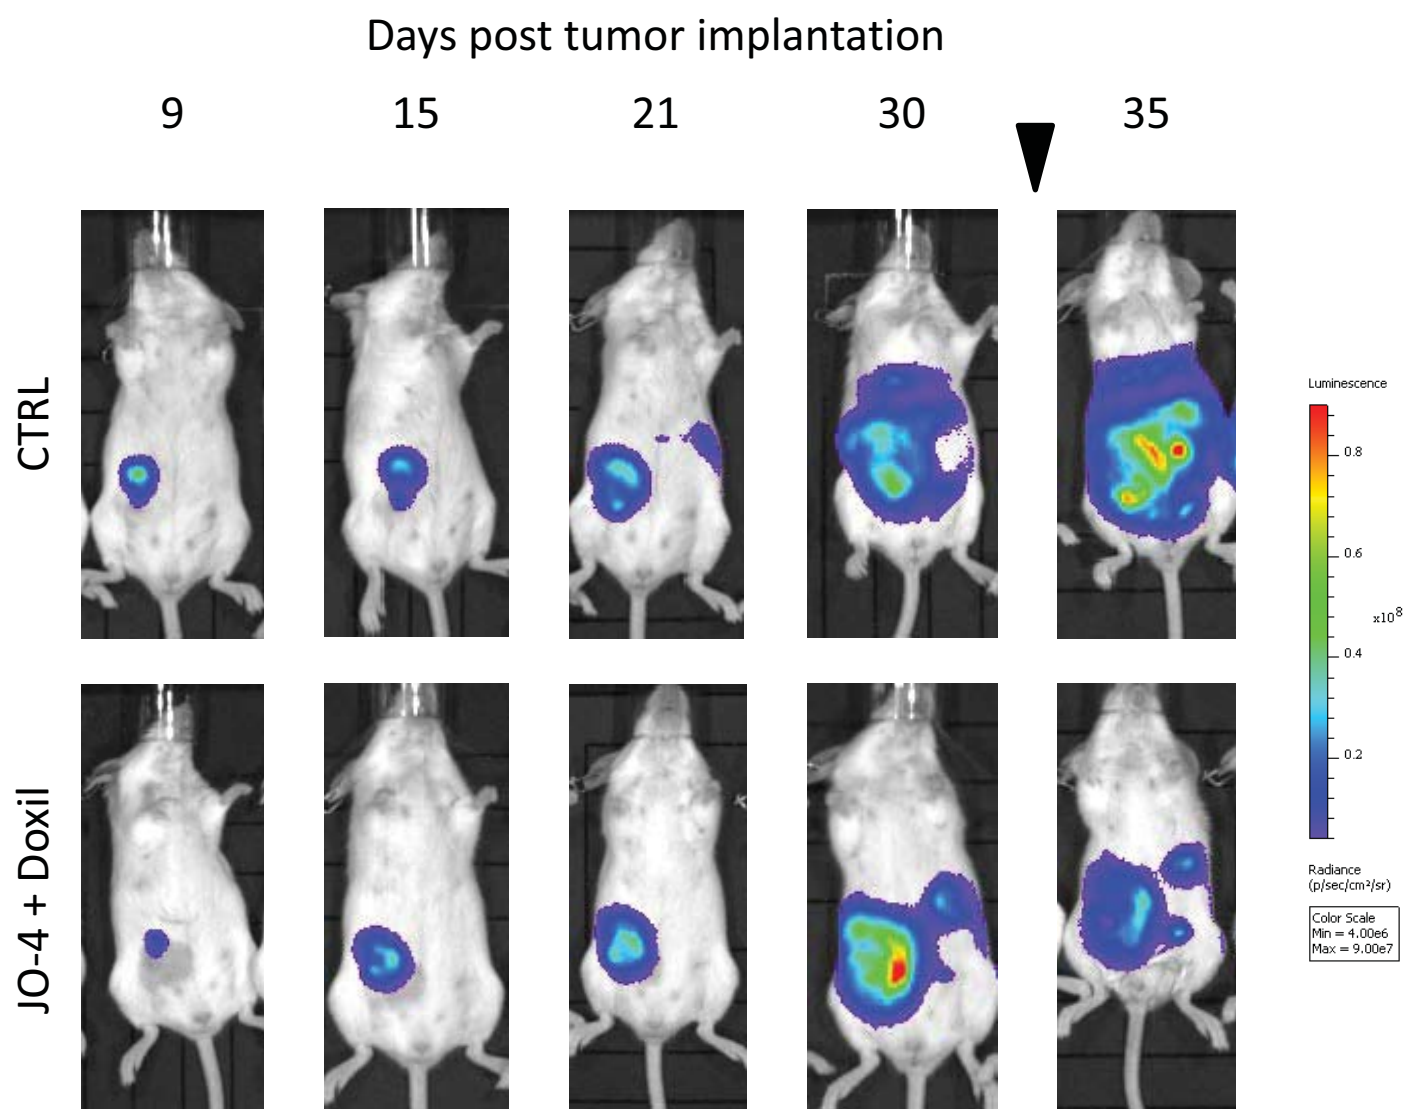 Days post tumor implantation
9 15 21 30 35
CTRL
JO-4 + Doxil
Luminescence
0.8
0.6
x10⁸
0.4
0.2
Radiance
(p/sec/cm²/sr)
Color Scale
Min = 4.00e6
Max = 9.00e7